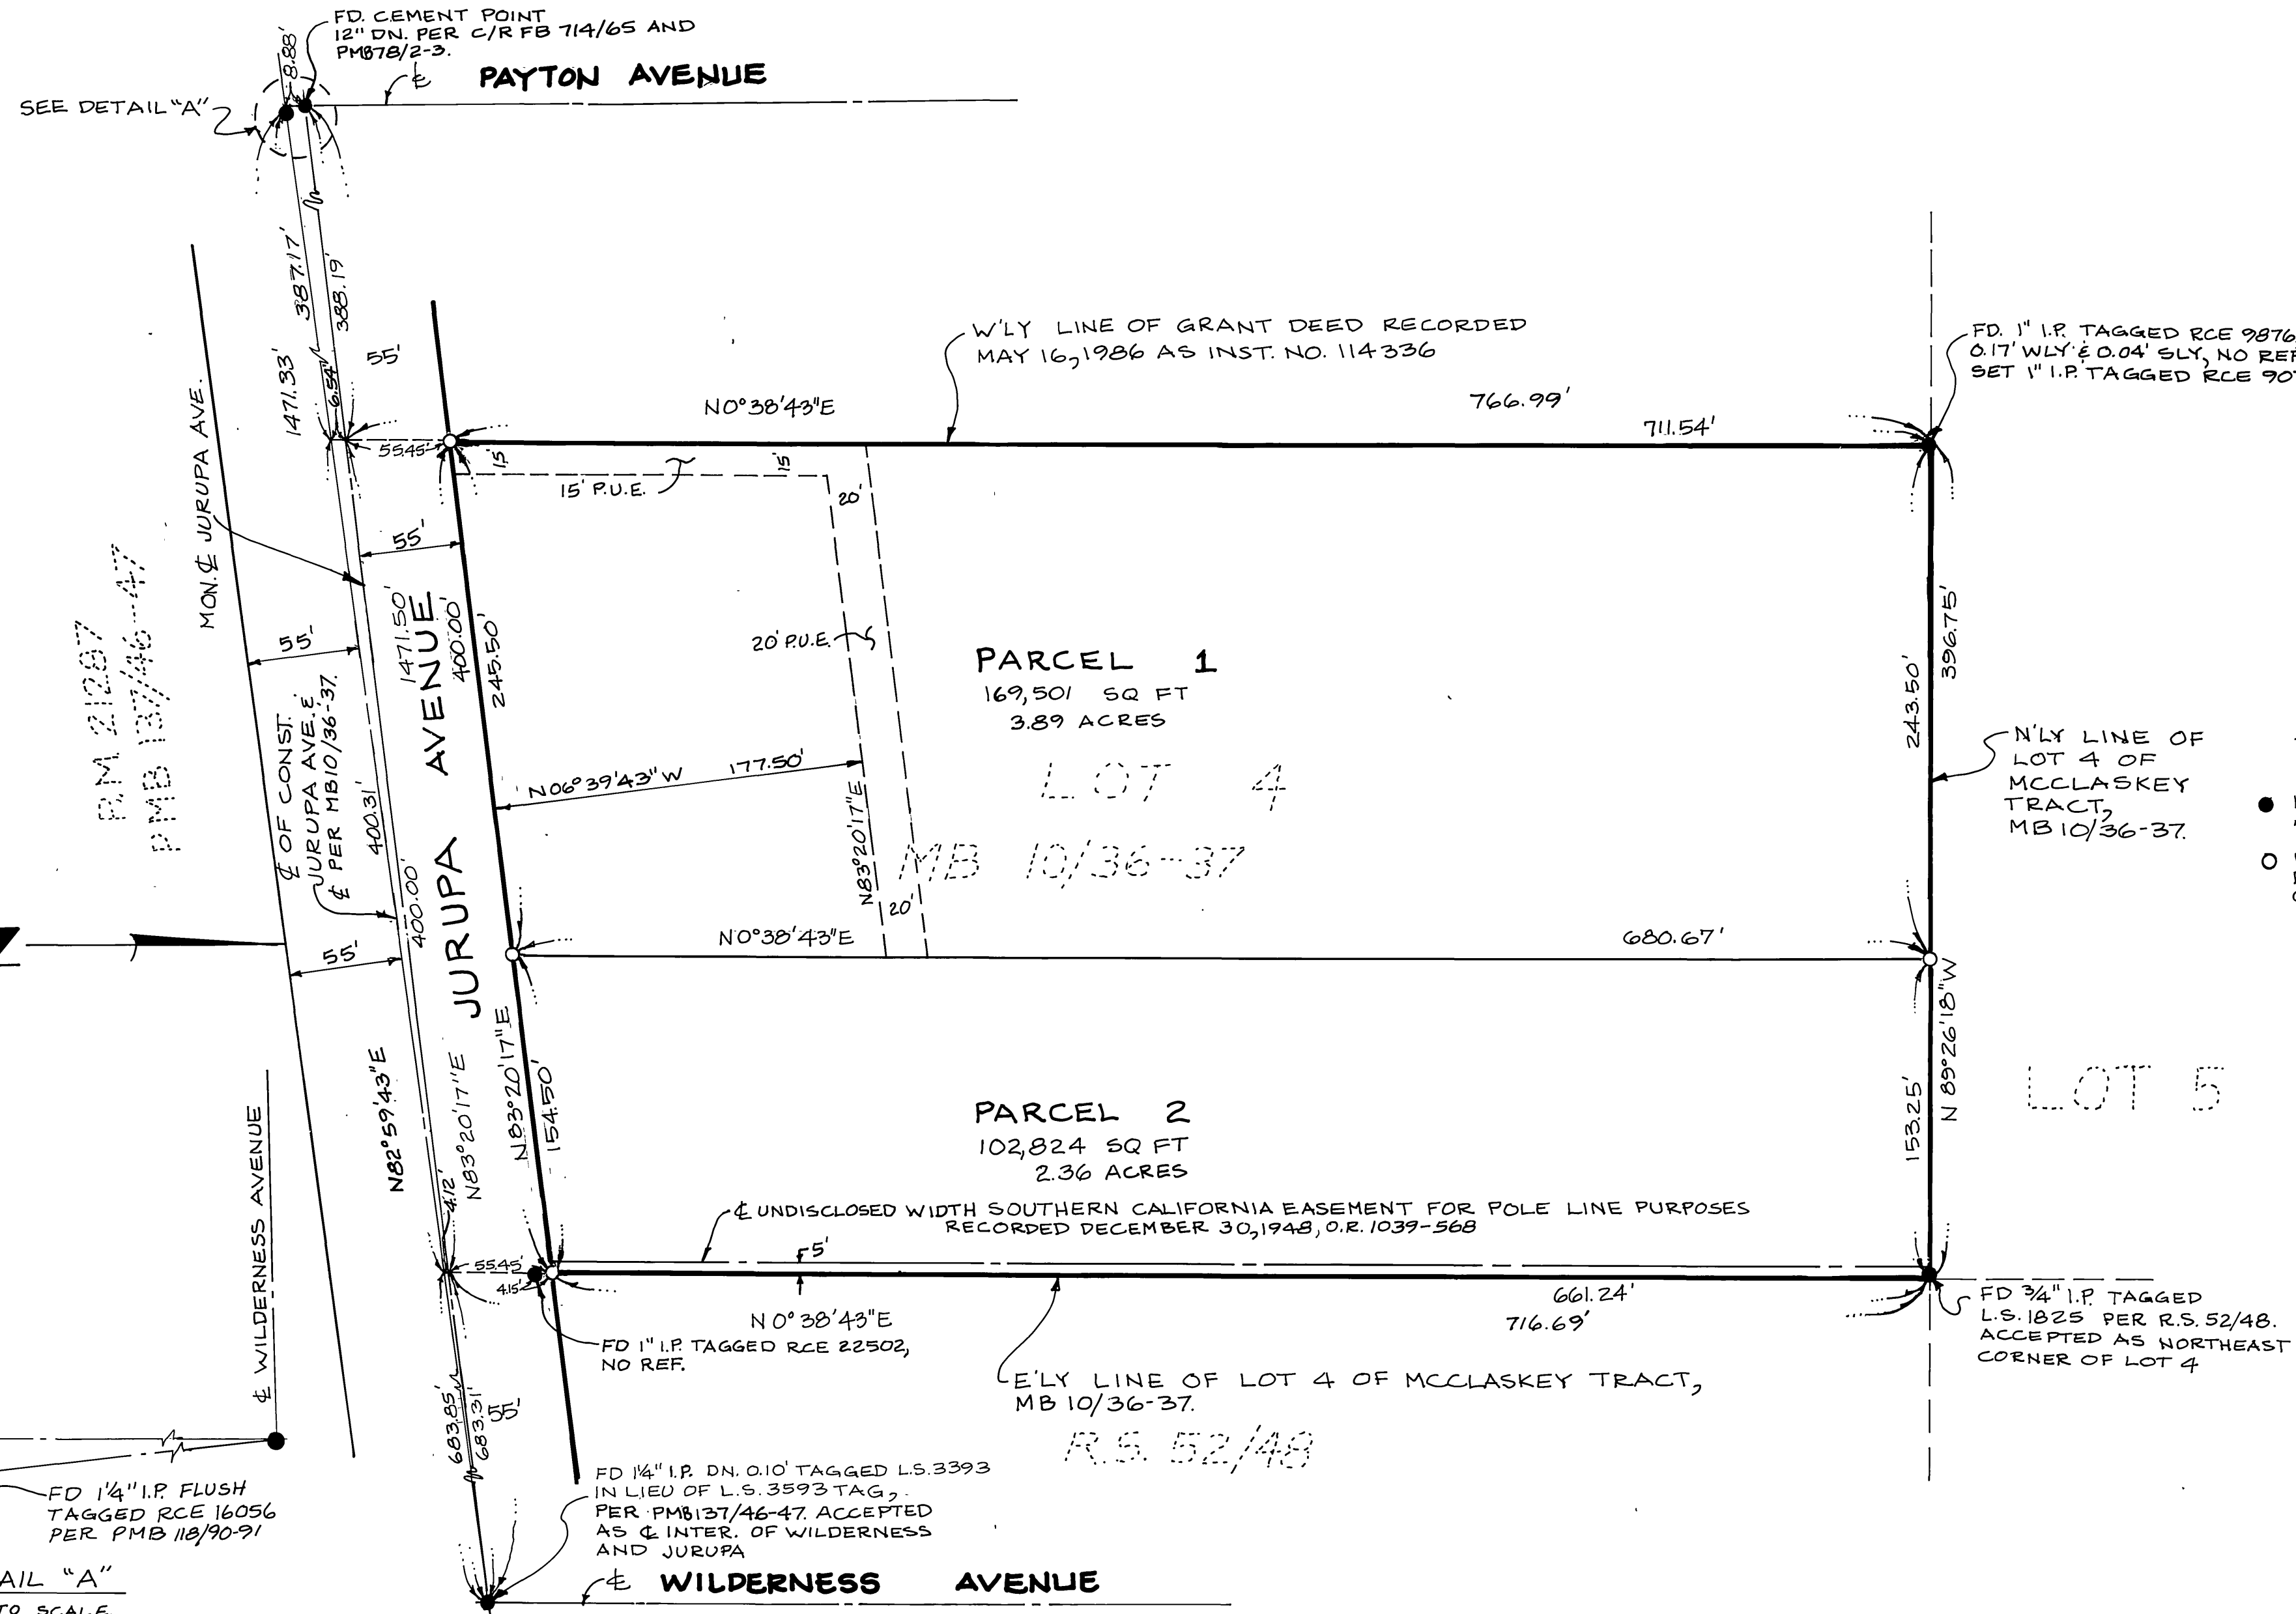 FD. CEMENT POINT
12" DN. PER C/R FB 714/65 AND
PMB78/2-3.
℄ PAYTON AVENUE
8.88'
SEE DETAIL "A"
387.17'
388.19'
1471.33'
6.54'
55'
MON. ℄ JURUPA AVE.
W'LY LINE OF GRANT DEED RECORDED
MAY 16, 1986 AS INST. NO. 114336
FD. 1" I.P. TAGGED RCE 9876,
0.17' WLY & 0.04' SLY, NO REF
SET 1" I.P. TAGGED RCE 907
N0°38'43"E
766.99'
711.54'
55.45'
15'
15'
15' P.U.E.
20'
55'
RM 21287
PMB 137/46-47
55'
1471.50'
400.00'
245.50'
20' P.U.E.
PARCEL 1
169,501 SQ FT
3.89 ACRES
243.50'
396.75'
N'LY LINE OF
LOT 4 OF
MCCLASKEY
TRACT,
MB 10/36-37.
℄ OF CONST.
JURUPA AVE. &
℄ PER MB10/36-37.
400.31'
400.00'
JURUPA AVENUE
N06°39'43"W 177.50'
N83°20'17"E
LOT 4
MB 10/36-37
20'
N0°38'43"E
680.67'
55'
N82°59'43"E
N83°20'17"E
N83°20'17"E
154.50'
153.25'
N 89°26'18"W
LOT 5
PARCEL 2
102,824 SQ FT
2.36 ACRES
℄ UNDISCLOSED WIDTH SOUTHERN CALIFORNIA EASEMENT FOR POLE LINE PURPOSES
RECORDED DECEMBER 30, 1948, O.R. 1039-568
5'
4.12'
55.45'
4.15'
℄ WILDERNESS AVENUE
N0°38'43"E
661.24'
716.69'
FD 3/4" I.P. TAGGED
L.S. 1825 PER R.S. 52/48.
ACCEPTED AS NORTHEAST
CORNER OF LOT 4
FD 1" I.P. TAGGED RCE 22502,
NO REF.
E'LY LINE OF LOT 4 OF MCCLASKEY TRACT,
MB 10/36-37.
R.S. 52/48
683.85'
683.31'
55'
FD 1¼" I.P. DN. 0.10' TAGGED L.S. 3393
IN LIEU OF L.S. 3593 TAG,
PER PMB137/46-47. ACCEPTED
AS ℄ INTER. OF WILDERNESS
AND JURUPA
℄ WILDERNESS AVENUE
FD 1¼" I.P. FLUSH
TAGGED RCE 16056
PER PMB 118/90-91
AIL "A"
TO SCALE